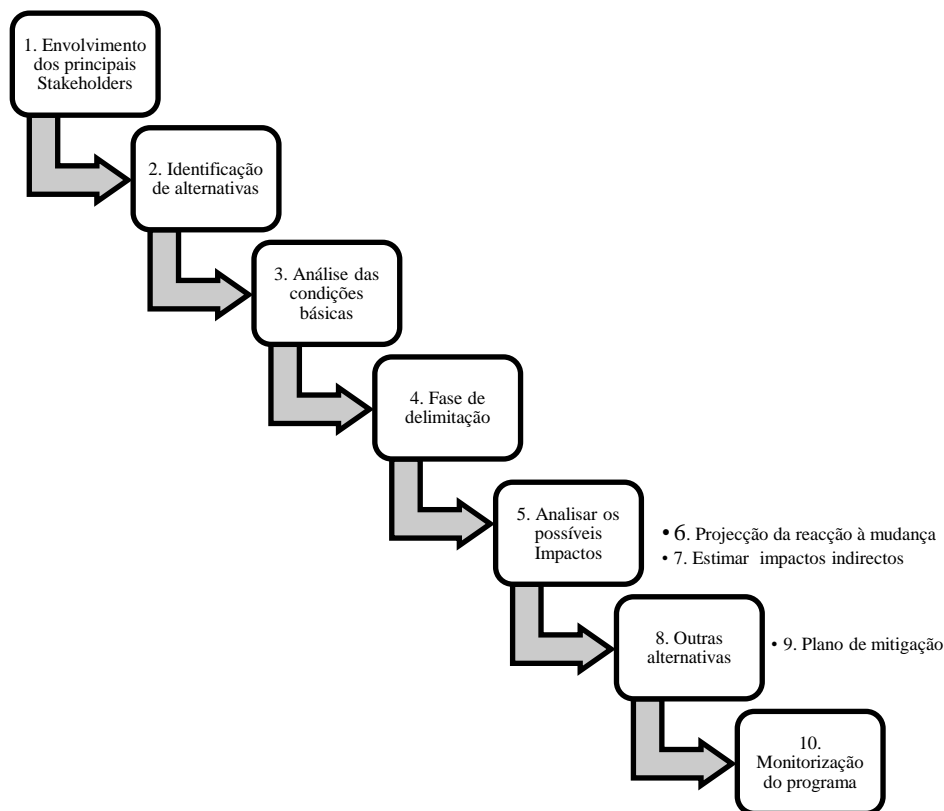 1. Envolvimento
dos principais
Stakeholders
2. Identificação
de alternativas
3. Análise das
condições
básicas
4. Fase de
delimitação
5. Analisar os
possíveis
Impactos
• 6. Projecção da reacção à mudança
• 7. Estimar impactos indirectos
8. Outras
alternativas
• 9. Plano de mitigação
10.
Monitorização
do programa